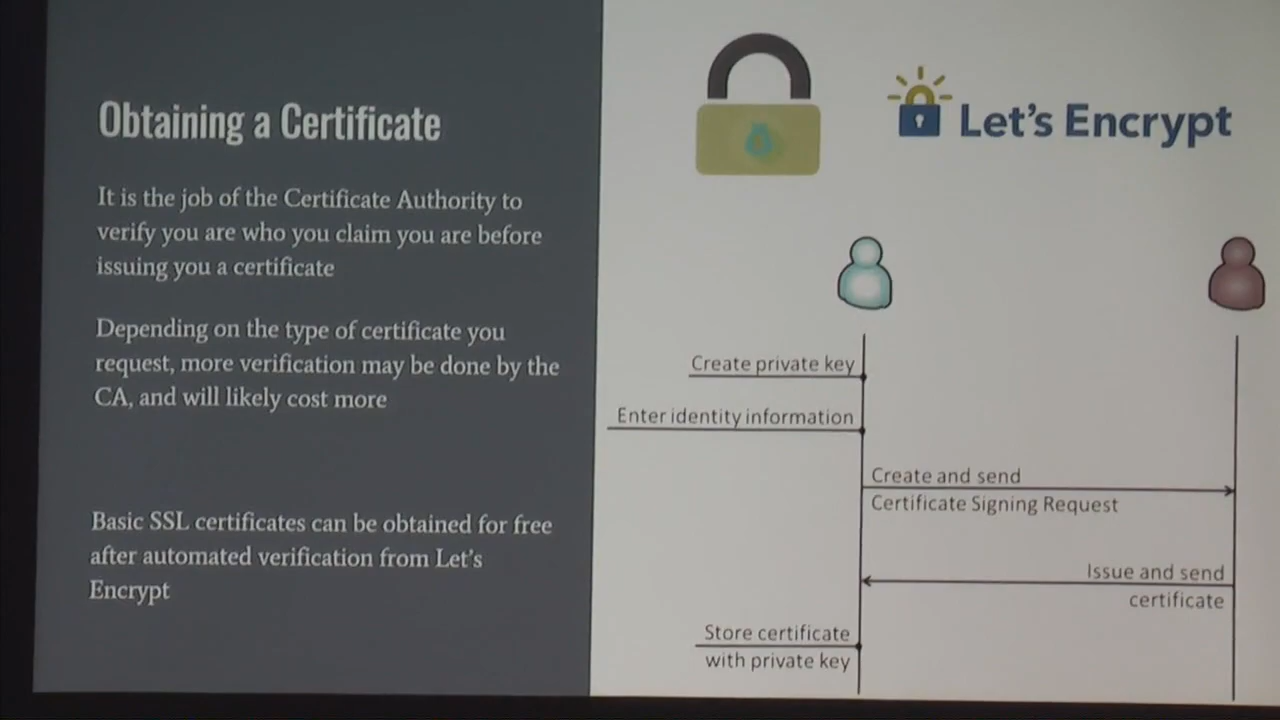 Obtaining a Certificate
It is the job of the Certificate Authority to
verify you are who you claim you are before
issuing you a certificate
Depending on the type of certificate you
request, more verification may be done by the
CA, and will likely cost more
Basic SSL certificates can be obtained for free
after automated verification from Let's
Encrypt
Let's Encrypt
Create private key
Enter identity information
Create and send
Certificate Signing Request
Issue and send
certificate
Store certificate
with private key